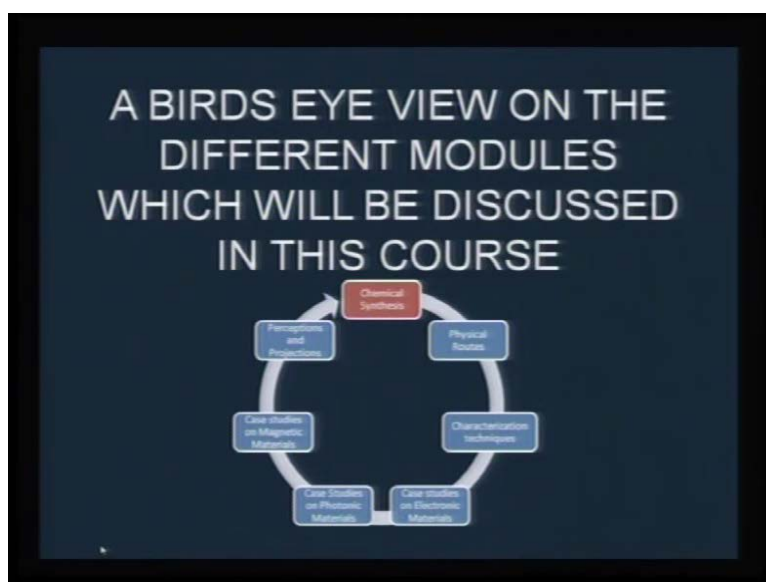 A BIRDS EYE VIEW ON THE
DIFFERENT MODULES
WHICH WILL BE DISCUSSED
IN THIS COURSE
Chemical
Synthesis
Physical
Routes
Characterization
techniques
Case studies
on Electronic
Materials
Case Studies
on Photonic
Materials
Case studies
on Magnetic
Materials
Perceptions
and
Projections